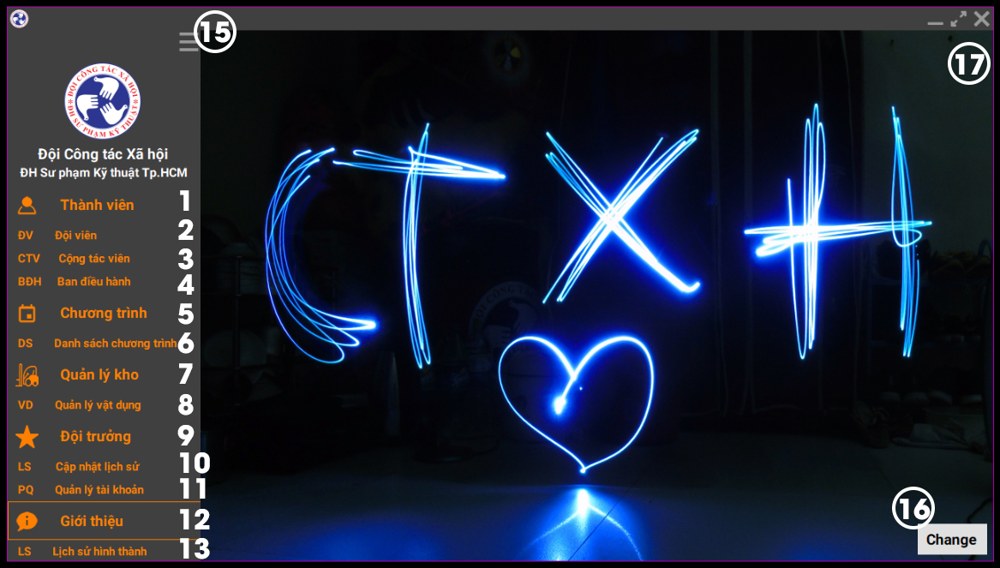 15
17
ĐỘI CÔNG TÁC XÃ HỘI
ĐH SƯ PHẠM KỸ THUẬT
Đội Công tác Xã hội
ĐH Sư phạm Kỹ thuật Tp.HCM
CTXH
Thành viên 1
ĐV Đội viên 2
CTV Cộng tác viên 3
BĐH Ban điều hành 4
Chương trình 5
DS Danh sách chương trình 6
Quản lý kho 7
VD Quản lý vật dụng 8
Đội trưởng 9
LS Cập nhật lịch sử 10
PQ Quản lý tài khoản 11
Giới thiệu 12
LS Lịch sử hình thành 13
16
Change